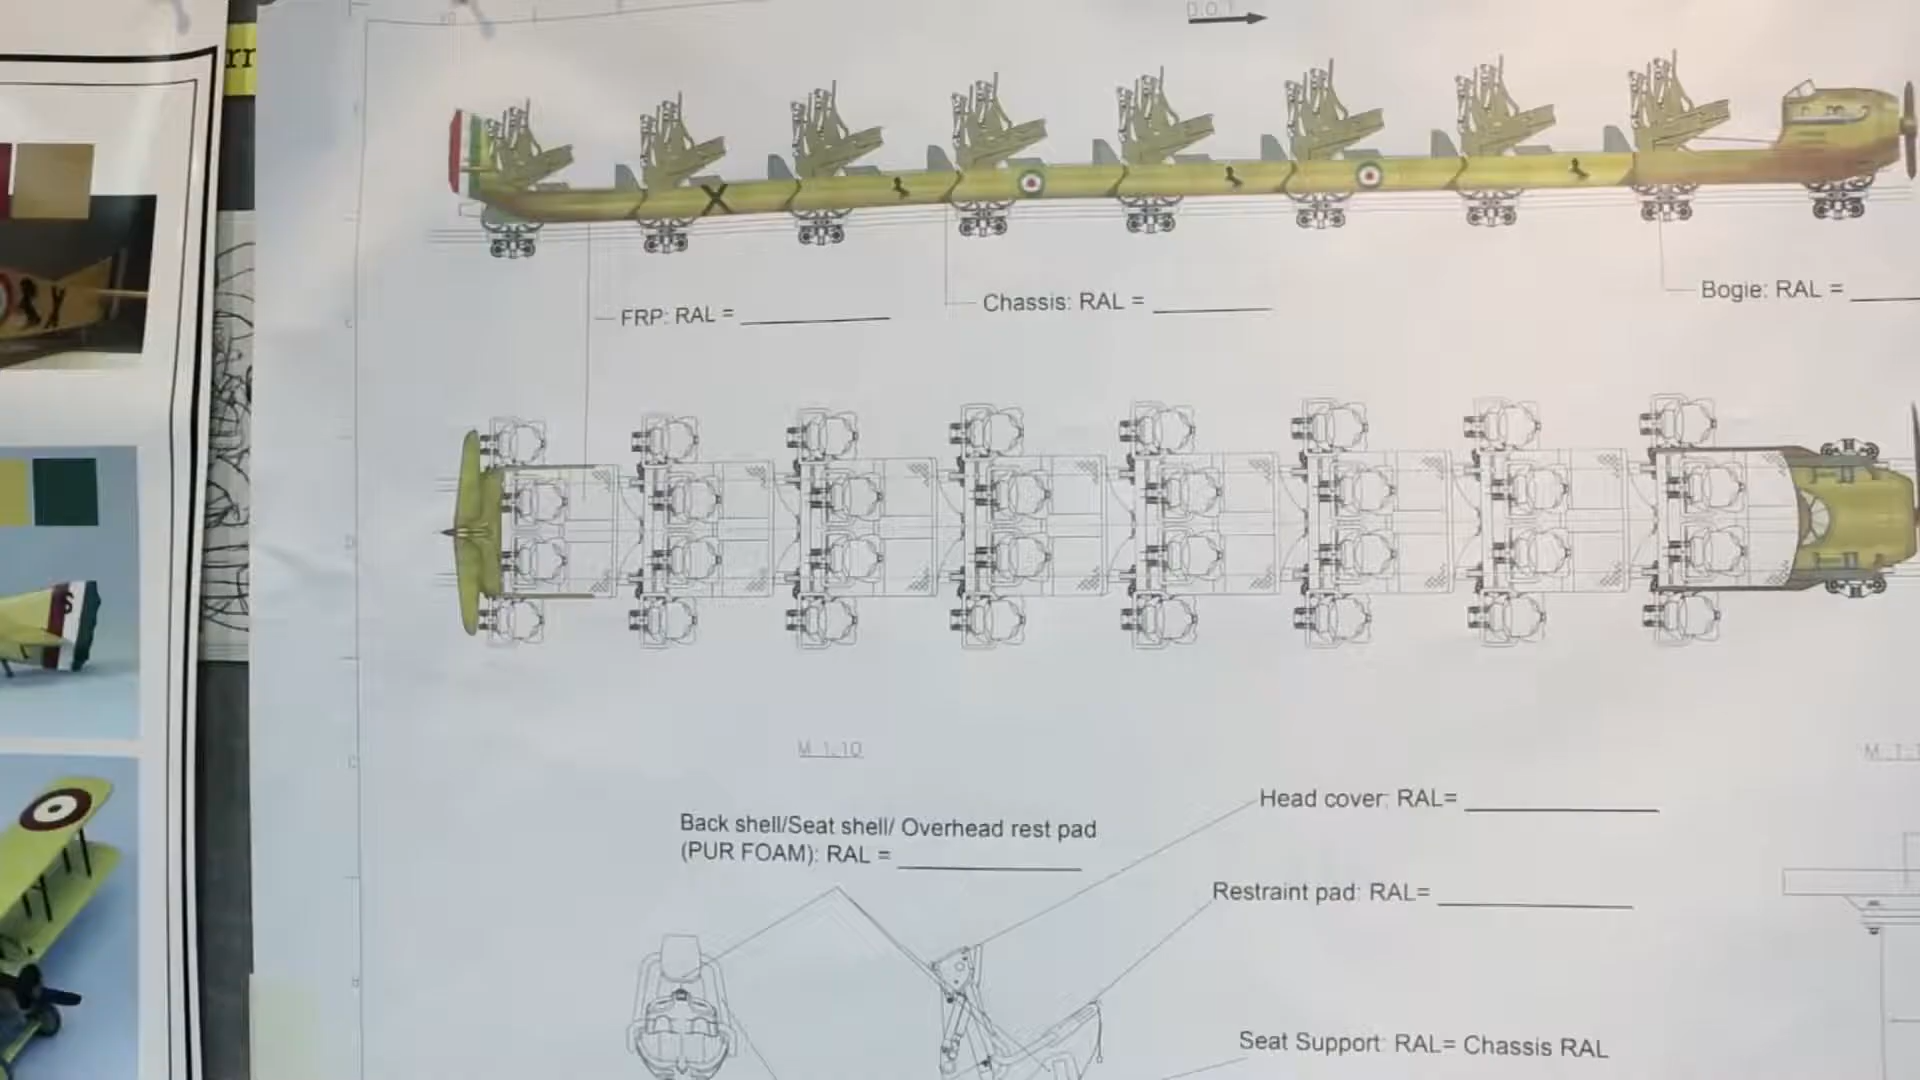 D.O.T
rr
X
FRP: RAL =
Chassis: RAL =
Bogie: RAL =
M 1:10
Back shell/Seat shell/ Overhead rest pad
(PUR FOAM): RAL =
Head cover: RAL=
Restraint pad: RAL=
Seat Support: RAL= Chassis RAL